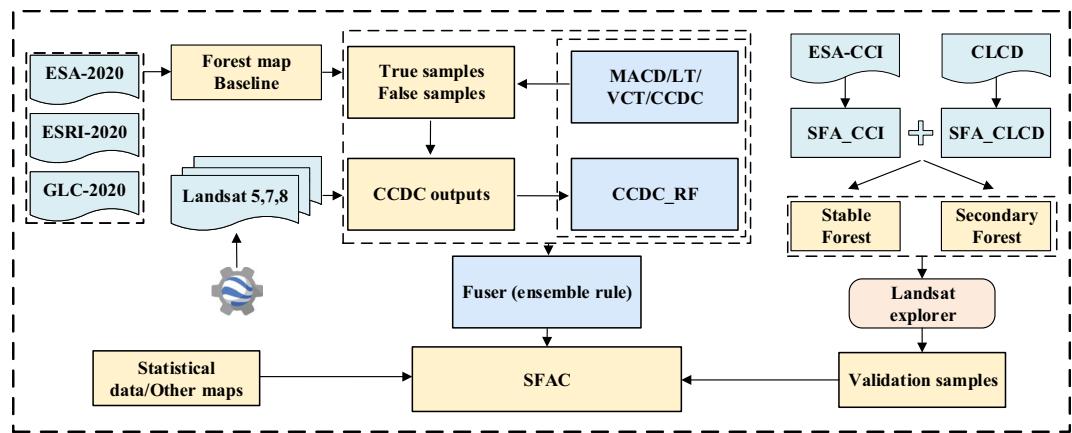 ESA-2020
ESRI-2020
GLC-2020
Forest map
Baseline
Landsat 5,7,8
True samples
False samples
CCDC outputs
MACD/LT/
VCT/CCDC
CCDC_RF
Fuser (ensemble rule)
Statistical
data/Other maps
SFAC
ESA-CCI
CLCD
SFA_CCI
SFA_CLCD
Stable
Forest
Secondary
Forest
Landsat
explorer
Validation samples